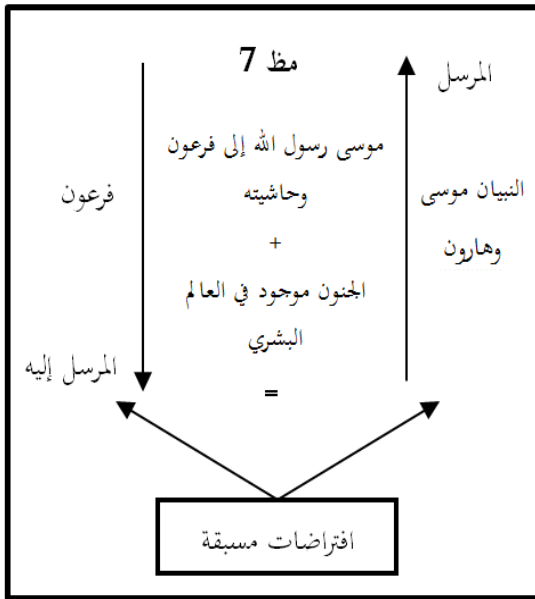 مظ 7
المرسل
موسى رسول الله إلى فرعون
وحاشيته
النبيان موسى
وهارون
فرعون
+
الجنون موجود في العالم
البشري
المرسل إليه
=
افتراضات مسبقة